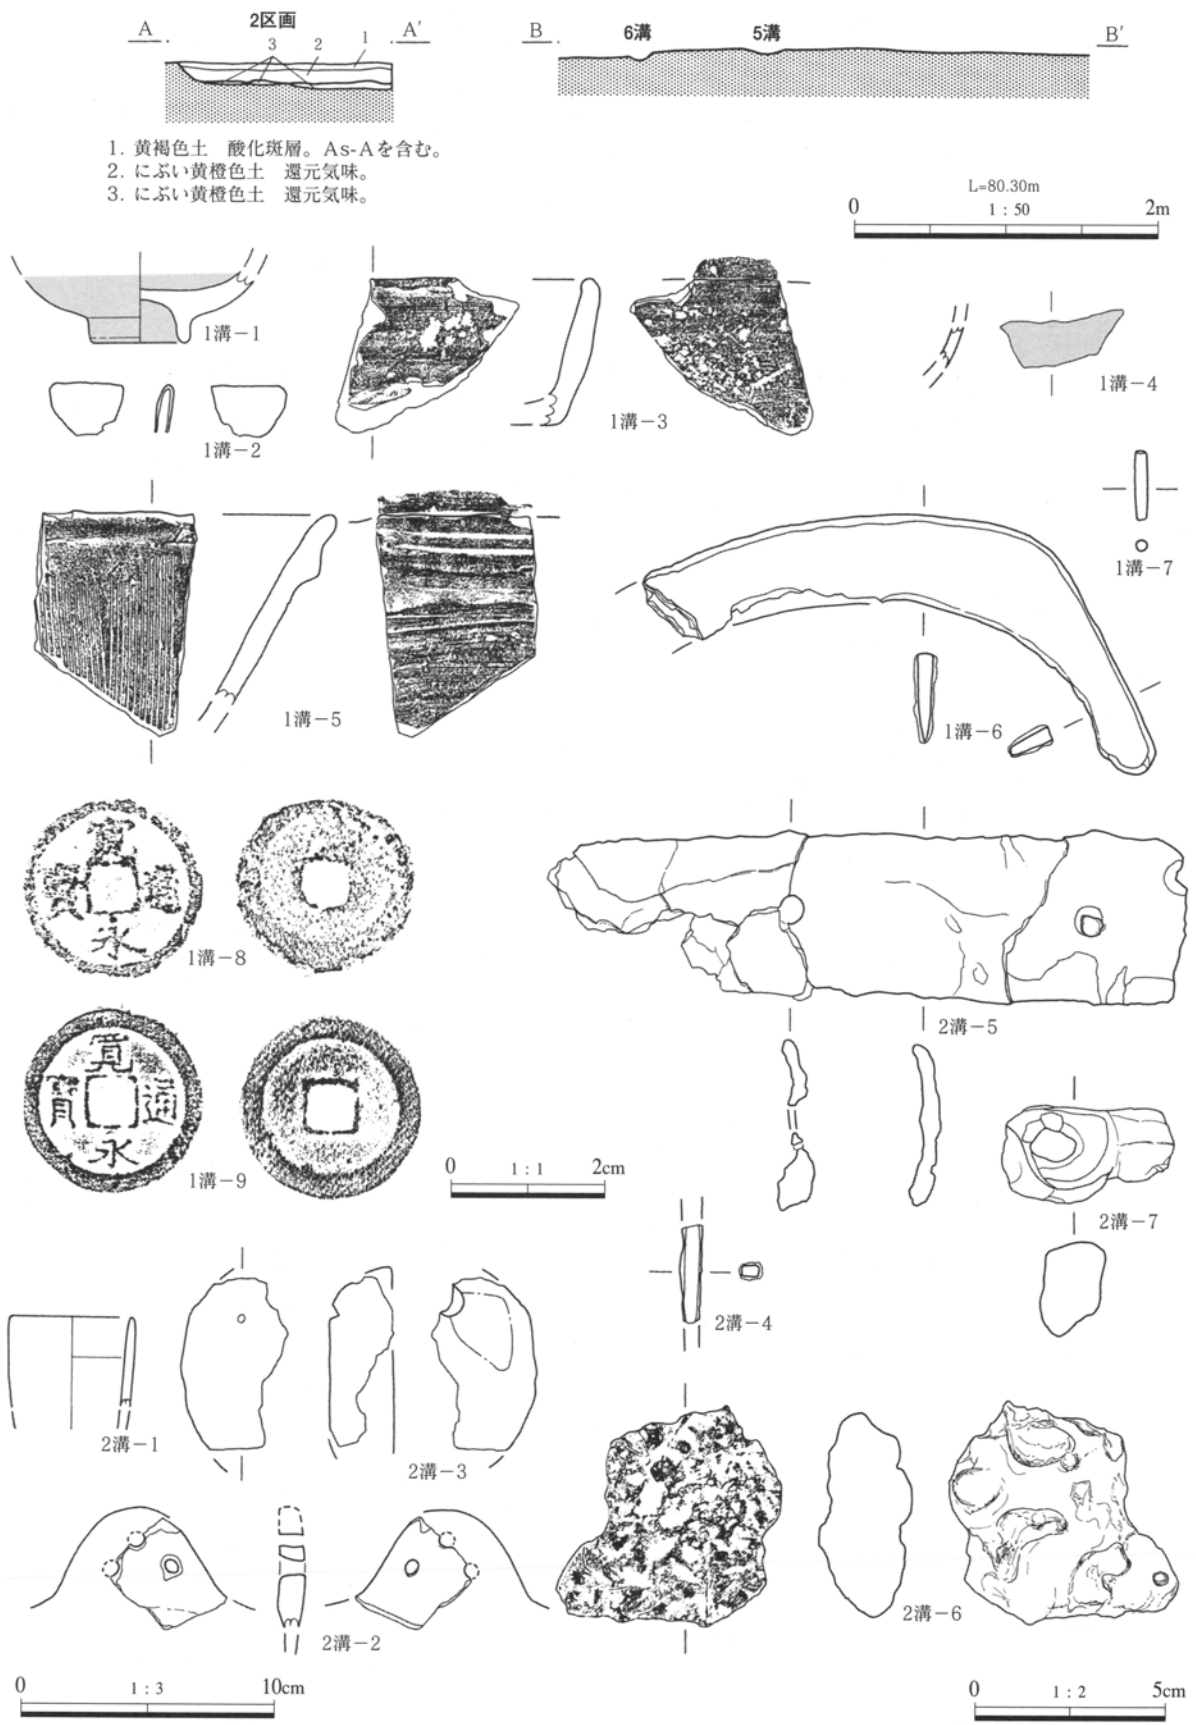 A 2区画 A′
3 2 1
B 6溝 5溝 B′
1. 黄褐色土 酸化斑層。As-Aを含む。
2. にぶい黄橙色土 還元気味。
3. にぶい黄橙色土 還元気味。
L=80.30m
0 1:50 2m
1溝-1
1溝-2
1溝-3
1溝-4
1溝-5
1溝-6
1溝-7
寛
寳 通
永
1溝-8
寛
寳 通
永
1溝-9
0 1:1 2cm
2溝-5
2溝-7
2溝-4
2溝-1
2溝-3
2溝-2
2溝-6
0 1:3 10cm
0 1:2 5cm